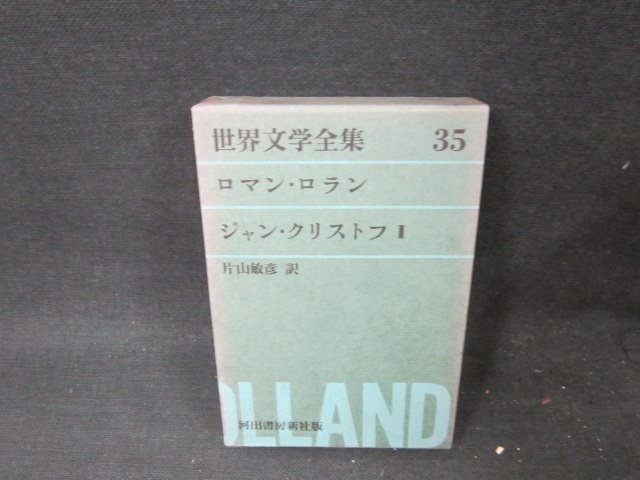 世界文学全集 35
ロマン・ロラン
ジャン・クリストフ I
片山敏彦 訳
OLLAND
河出書房新社版